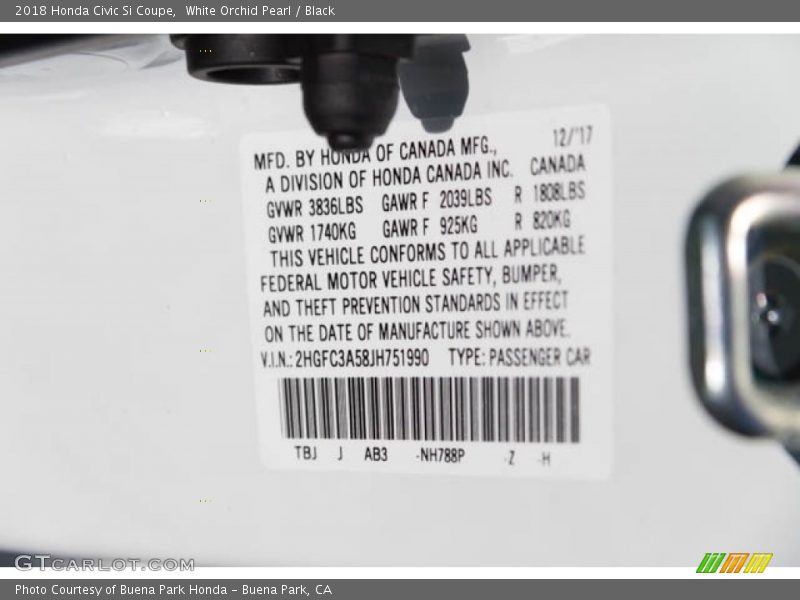 2018 Honda Civic Si Coupe,  White Orchid Pearl / Black
12/'17
MFD. BY HONDA OF CANADA MFG.,
A DIVISION OF HONDA CANADA INC. CANADA
GVWR 3836LBS GAWR F 2039LBS R 1808LBS
GVWR 1740KG GAWR F 925KG R 820KG
THIS VEHICLE CONFORMS TO ALL APPLICABLE
FEDERAL MOTOR VEHICLE SAFETY, BUMPER,
AND THEFT PREVENTION STANDARDS IN EFFECT
ON THE DATE OF MANUFACTURE SHOWN ABOVE.
V.I.N.: 2HGFC3A58JH751990 TYPE: PASSENGER CAR
TBJ J AB3 -NH788P -Z -H
GTCARLOT.COM
Photo Courtesy of Buena Park Honda - Buena Park, CA